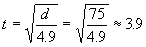 t = √(d/4.9) = √(75/4.9) ≈ 3.9